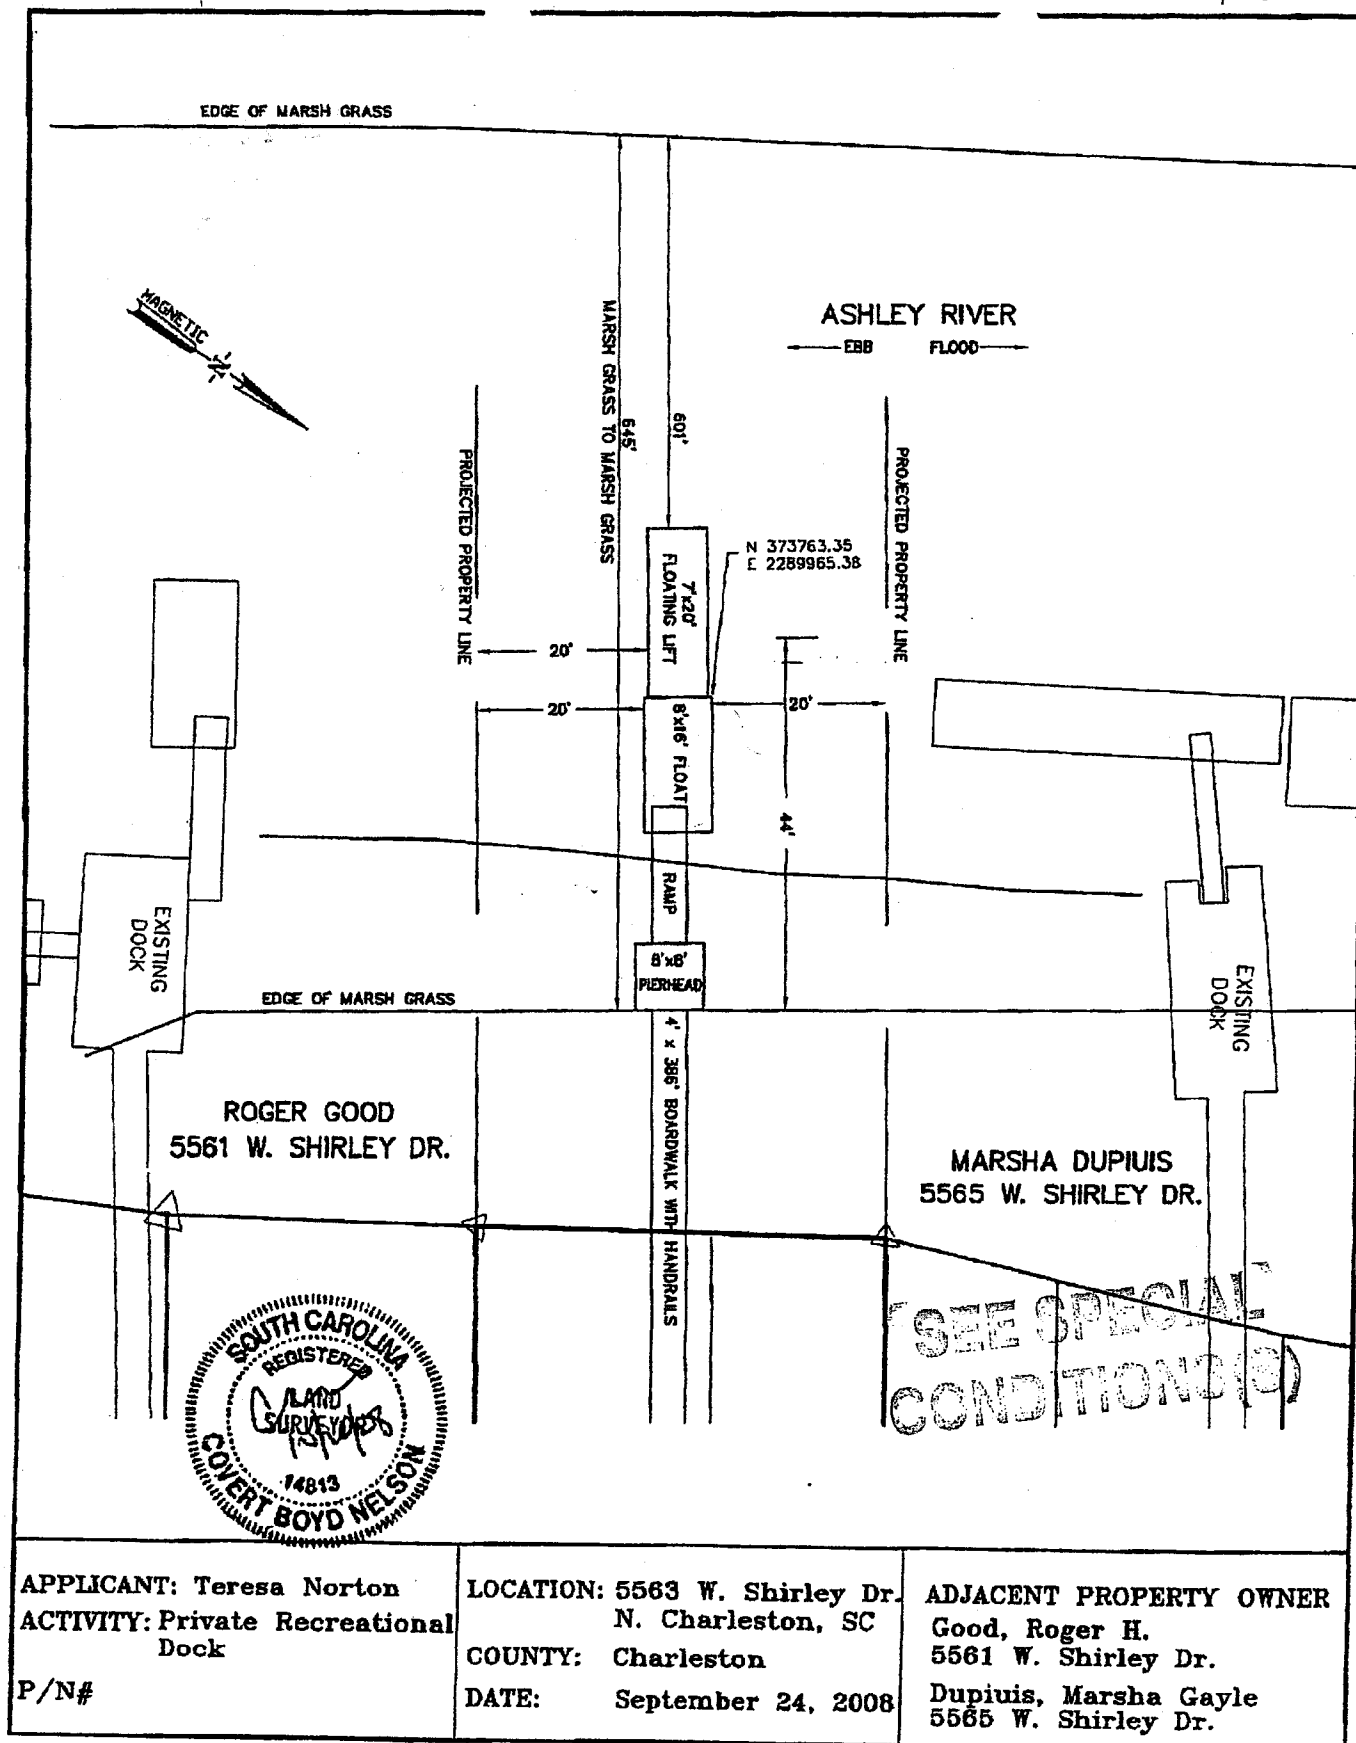 EDGE OF MARSH GRASS
MAGNETIC
N
ASHLEY RIVER
EBB FLOOD
MARSH GRASS TO MARSH GRASS
645'
601'
PROJECTED PROPERTY LINE
PROJECTED PROPERTY LINE
N 373763.35
E 2289965.38
7'x20'
FLOATING LIFT
20'
20'
20'
8'x16' FLOAT
44'
RAMP
EXISTING
DOCK
8'x8'
PIERHEAD
EXISTING
DOCK
EDGE OF MARSH GRASS
4' x 386' BOARDWALK WITH HANDRAILS
ROGER GOOD
5561 W. SHIRLEY DR.
MARSHA DUPIUIS
5565 W. SHIRLEY DR.
SEE SPECIAL
CONDITION(S)
SOUTH CAROLINA
REGISTERED
LAND
SURVEYOR
14813
COVERT BOYD NELSON
APPLICANT: Teresa Norton
ACTIVITY: Private Recreational
Dock
P/N#
LOCATION: 5563 W. Shirley Dr.
N. Charleston, SC
COUNTY: Charleston
DATE: September 24, 2008
ADJACENT PROPERTY OWNER
Good, Roger H.
5561 W. Shirley Dr.
Dupiuis, Marsha Gayle
5565 W. Shirley Dr.